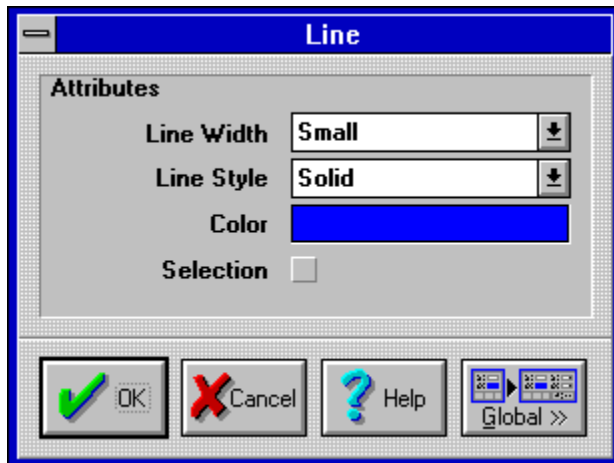 Line
Attributes
Line Width Small
Line Style Solid
Color
Selection
OK Cancel Help Global >>